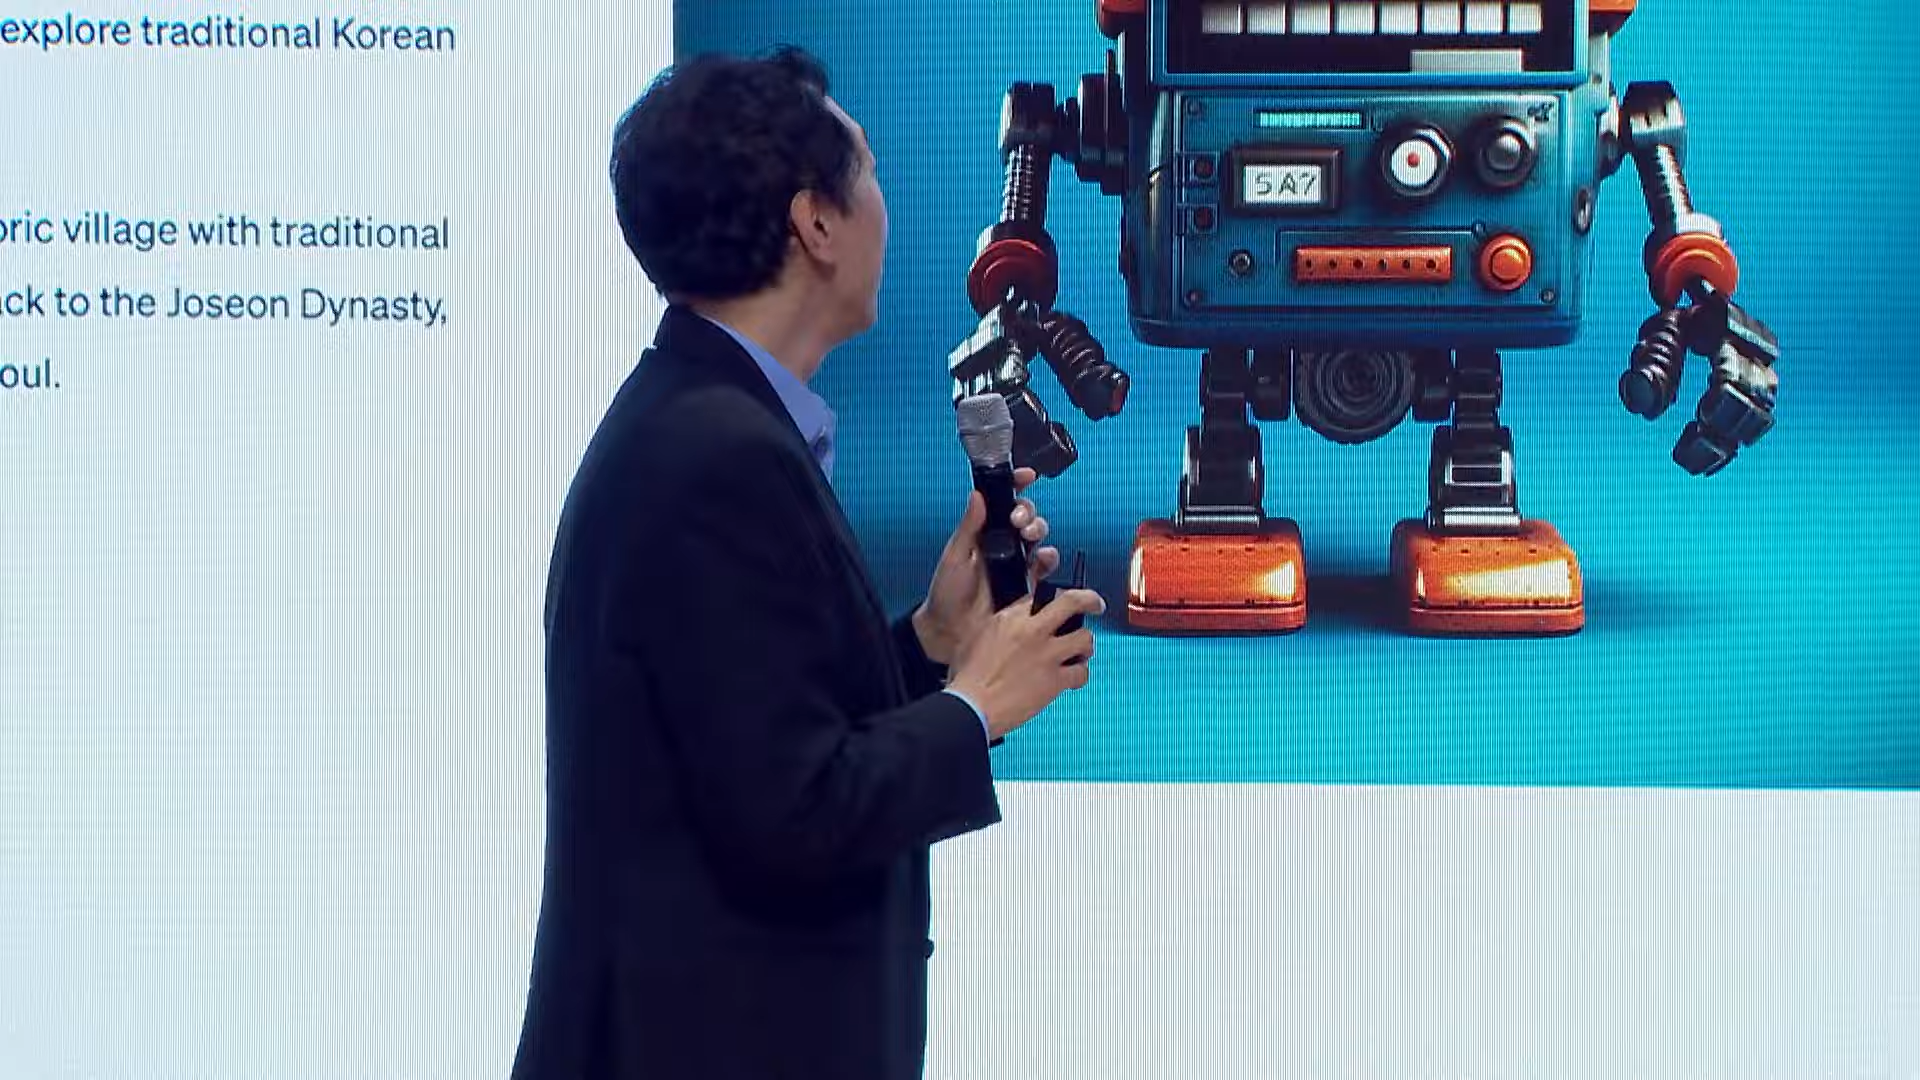 explore traditional Korean
oric village with traditional
ack to the Joseon Dynasty,
oul.
5A7